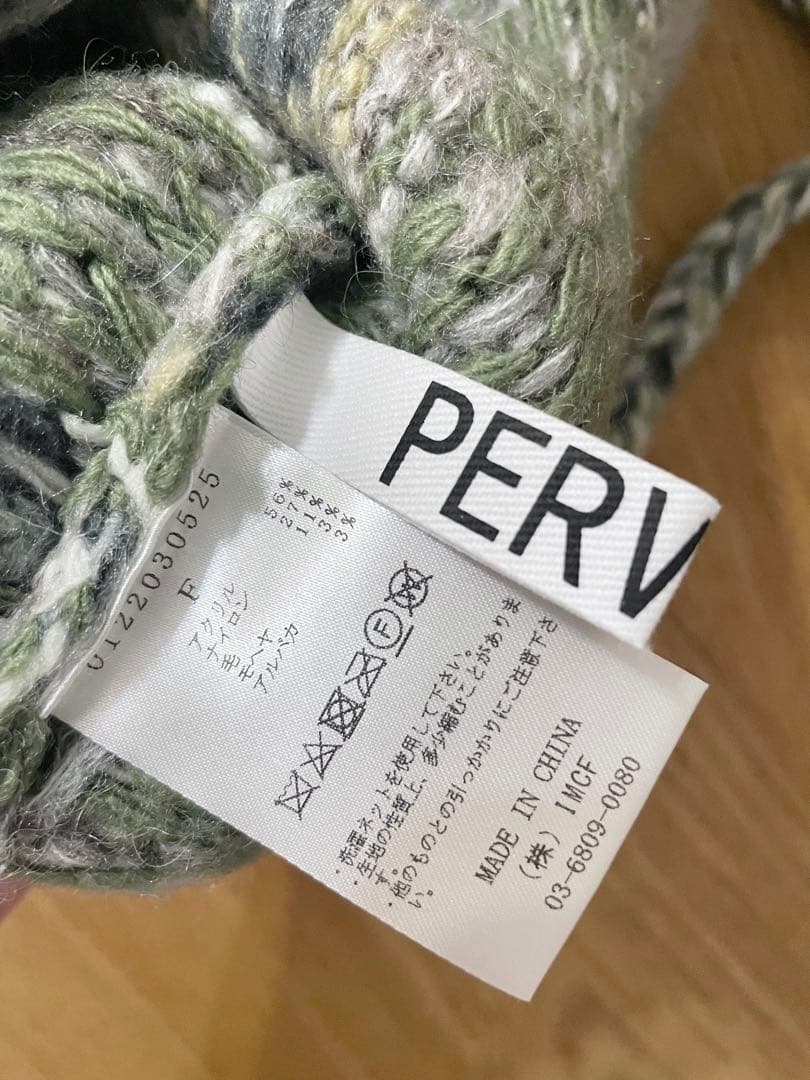 PERV
0122030525
F
アクリル 56%
ナイロン 27%
毛 11%
モヘヤ 3%
アルパカ 3%
F
・洗濯ネットを使用して下さい。
・生地の性質上、多少縮むことがありま
す。
・他のものとの引っかかりにご注意下さ
い。
MADE IN CHINA
(株) IMCF
03-6809-0080